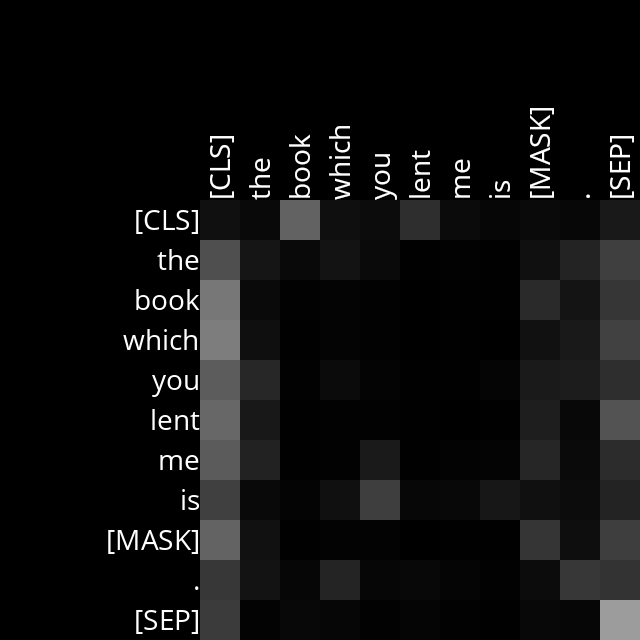 [CLS] the book which you lent me is [MASK] . [SEP]
[CLS]
the
book
which
you
lent
me
is
[MASK]
.
[SEP]